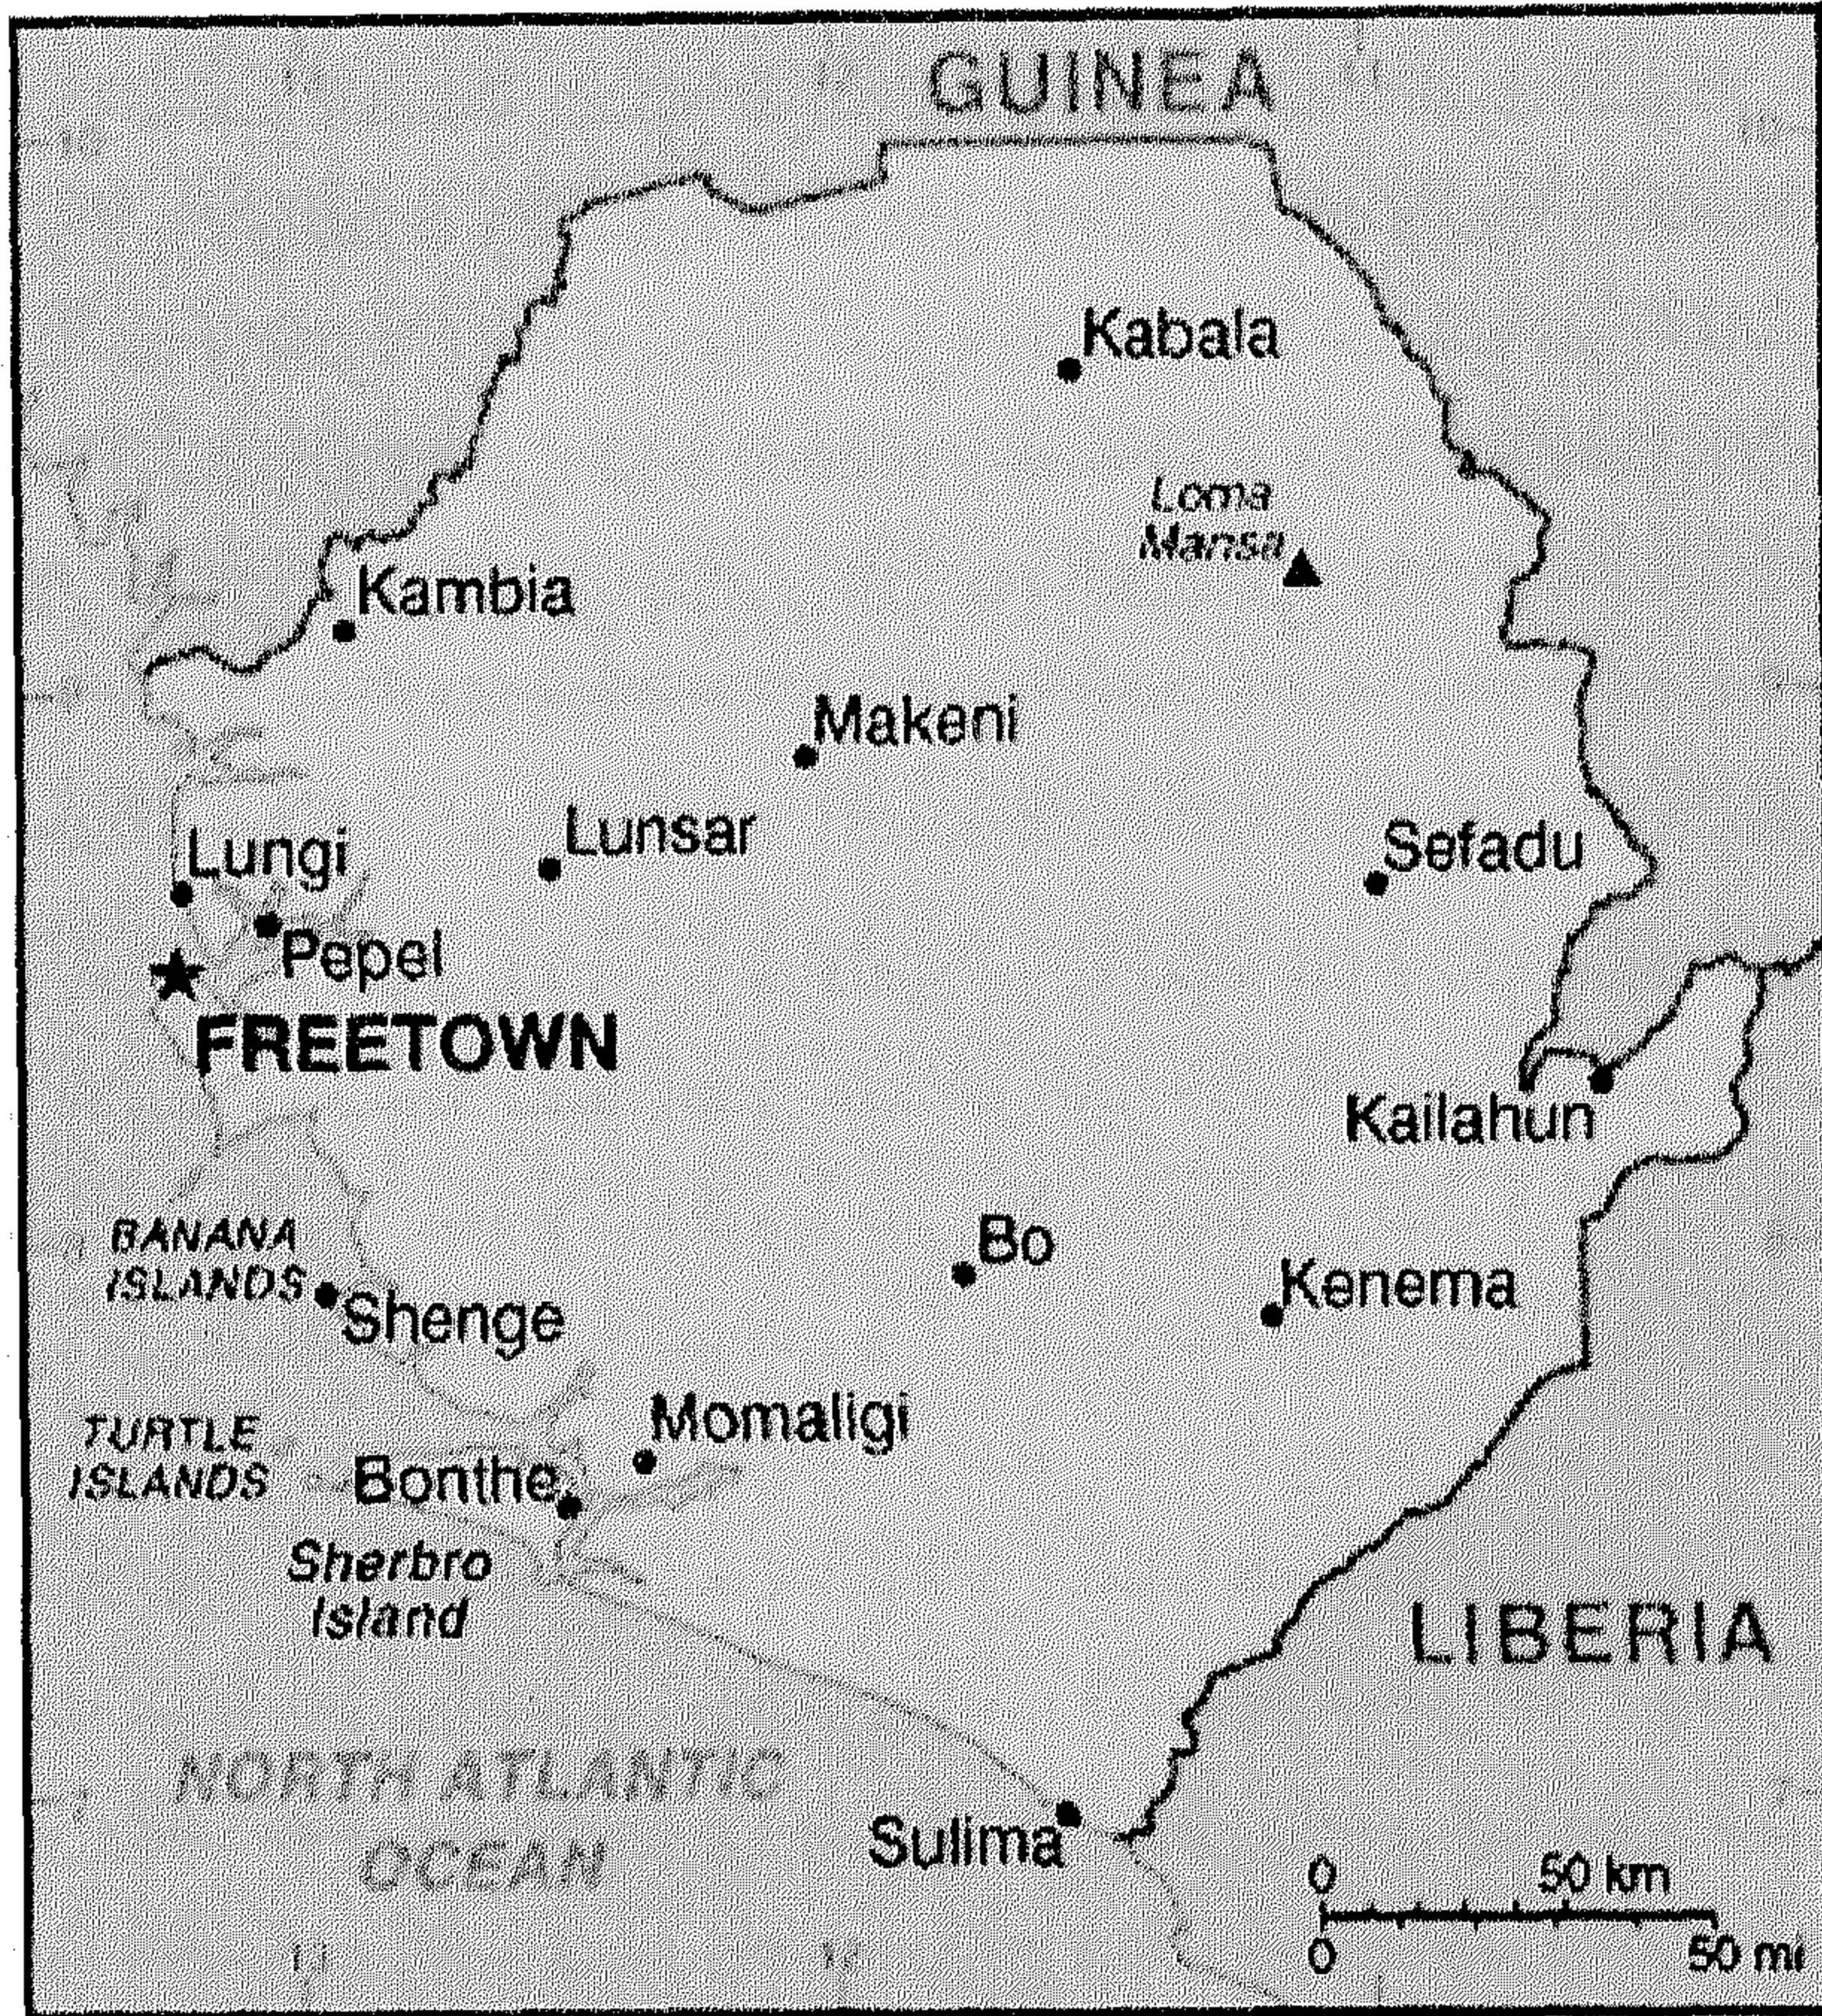 GUINEA
Kabala
Loma
Mansa
Kambia
Makeni
Lunsar
Sefadu
Lungi
Pepel
FREETOWN
Kailahun
BANANA
ISLANDS
Bo
Kenema
Shenge
Momaligi
TURTLE
ISLANDS
Bonthe
Sherbro
Island
LIBERIA
NORTH ATLANTIC
OCEAN
Sulima
0 50 km
0 50 mi